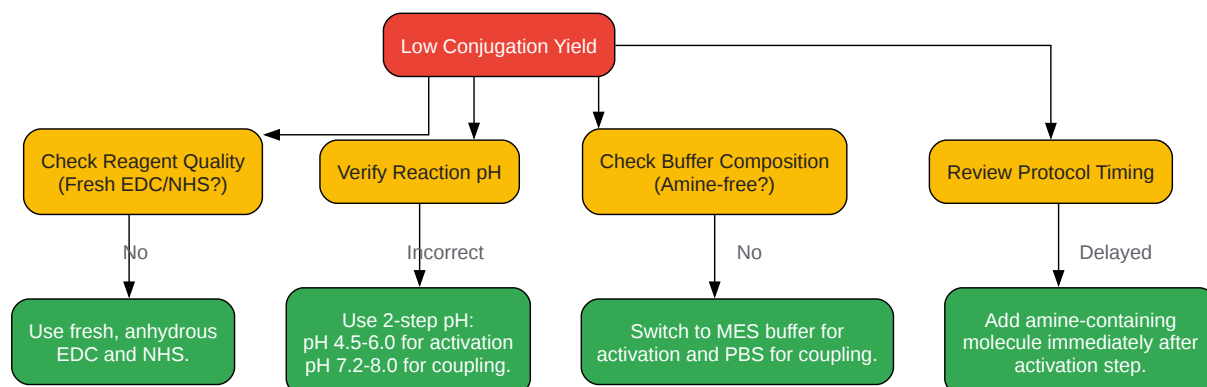 Low Conjugation Yield
Check Reagent Quality
(Fresh EDC/NHS?)
Verify Reaction pH
Check Buffer Composition
(Amine-free?)
Review Protocol Timing
No
Incorrect
No
Delayed
Use fresh, anhydrous
EDC and NHS.
Use 2-step pH:
pH 4.5-6.0 for activation
pH 7.2-8.0 for coupling.
Switch to MES buffer for
activation and PBS for coupling.
Add amine-containing
molecule immediately after
activation step.